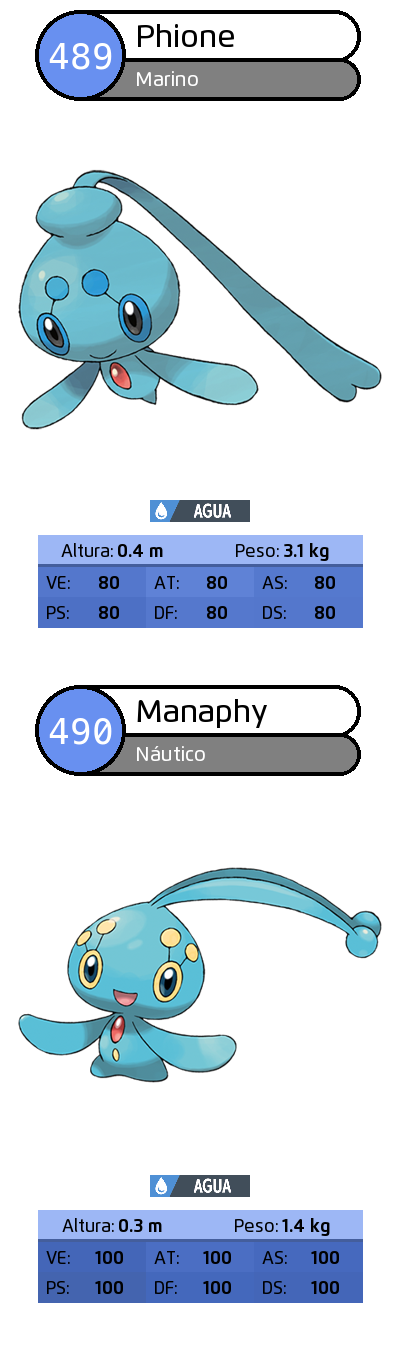 489 Phione
Marino
AGUA
Altura: 0.4 m Peso: 3.1 kg
VE: 80 AT: 80 AS: 80
PS: 80 DF: 80 DS: 80
490 Manaphy
Náutico
AGUA
Altura: 0.3 m Peso: 1.4 kg
VE: 100 AT: 100 AS: 100
PS: 100 DF: 100 DS: 100